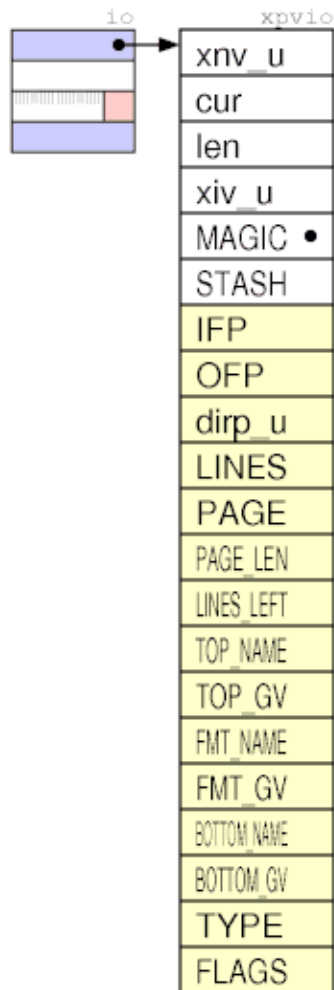 io
xpvio
xnv_u
cur
len
xiv_u
MAGIC
STASH
IFP
OFP
dirp_u
LINES
PAGE
PAGE_LEN
LINES_LEFT
TOP_NAME
TOP_GV
FMT_NAME
FMT_GV
BOTTOM_NAME
BOTTOM_GV
TYPE
FLAGS